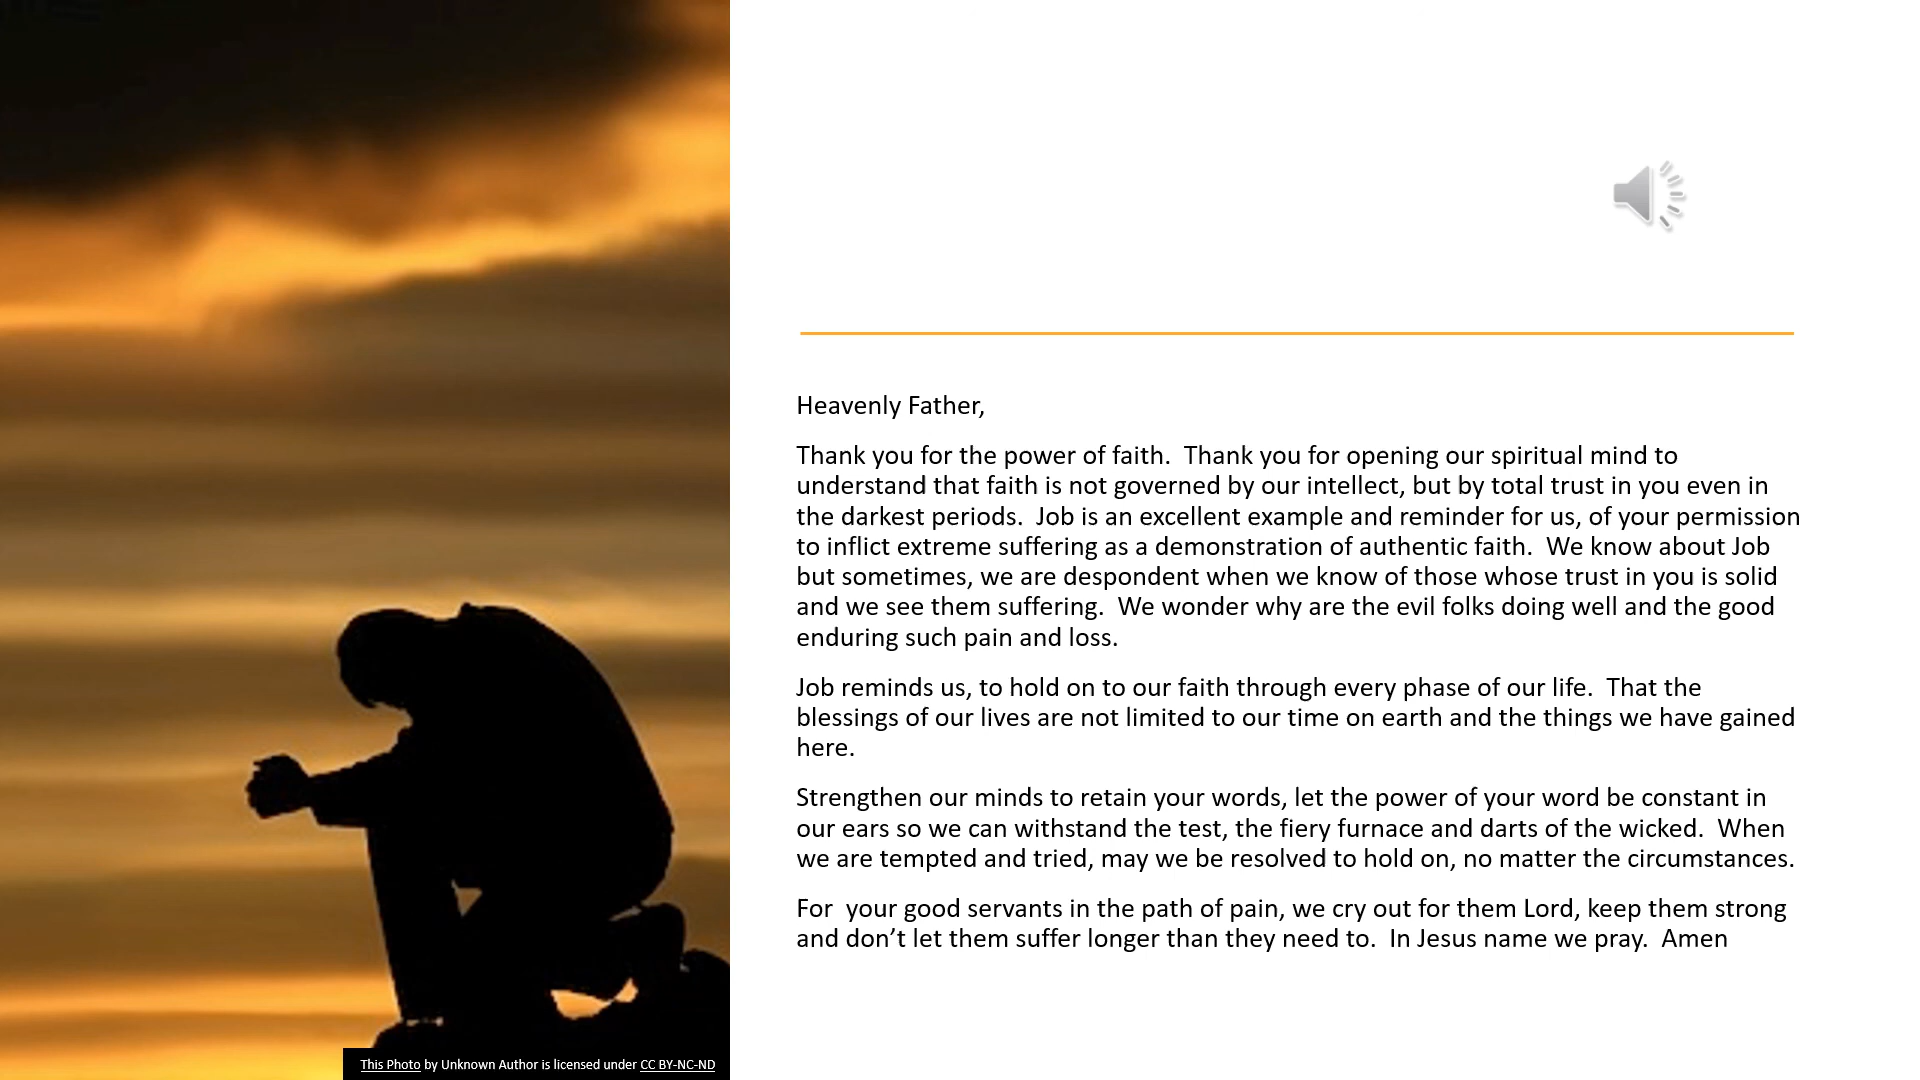 Heavenly Father,
Thank you for the power of faith.  Thank you for opening our spiritual mind to
understand that faith is not governed by our intellect, but by total trust in you even in
the darkest periods.  Job is an excellent example and reminder for us, of your permission
to inflict extreme suffering as a demonstration of authentic faith.  We know about Job
but sometimes, we are despondent when we know of those whose trust in you is solid
and we see them suffering.  We wonder why are the evil folks doing well and the good
enduring such pain and loss.
Job reminds us, to hold on to our faith through every phase of our life.  That the
blessings of our lives are not limited to our time on earth and the things we have gained
here.
Strengthen our minds to retain your words, let the power of your word be constant in
our ears so we can withstand the test, the fiery furnace and darts of the wicked.  When
we are tempted and tried, may we be resolved to hold on, no matter the circumstances.
For  your good servants in the path of pain, we cry out for them Lord, keep them strong
and don’t let them suffer longer than they need to.  In Jesus name we pray.  Amen
This Photo by Unknown Author is licensed under CC BY-NC-ND